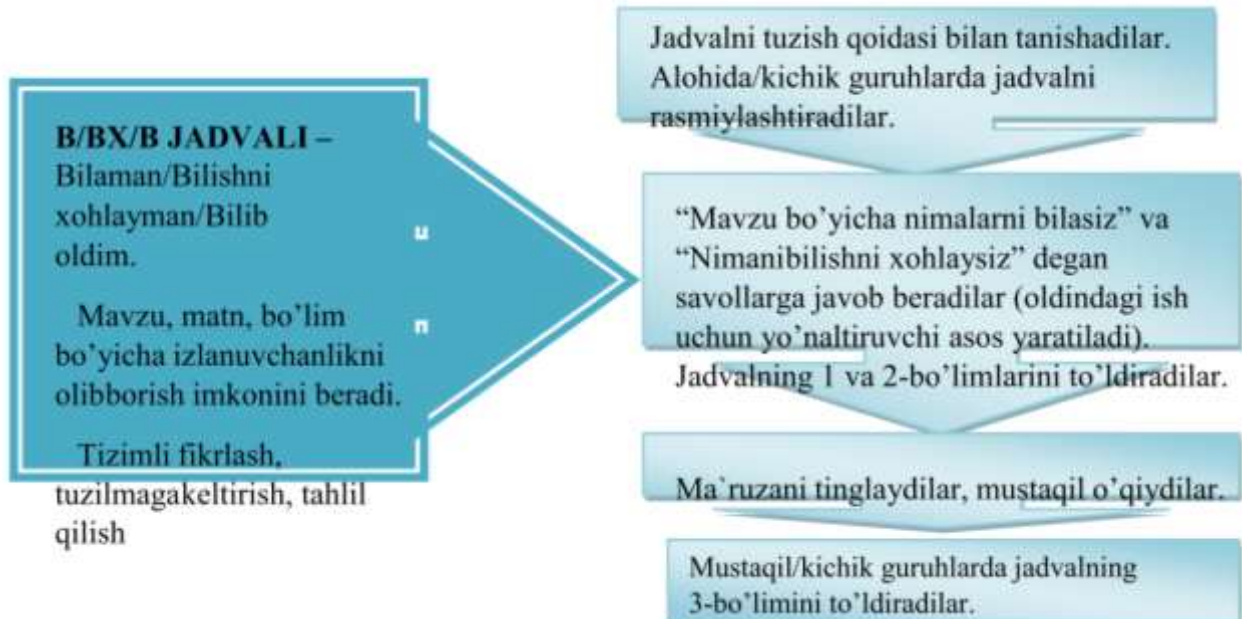 B/BX/B JADVALI –
Bilaman/Bilishni
xohlayman/Bilib
oldim.
Mavzu, matn, bo’lim
bo’yicha izlanuvchanlikni
olibborish imkonini beradi.
Tizimli fikrlash,
tuzilmagakeltirish, tahlil
qilish
Jadvalni tuzish qoidasi bilan tanishadilar.
Alohida/kichik guruhlarda jadvalni
rasmiylashtiradilar.
“Mavzu bo’yicha nimalarni bilasiz” va
“Nimanibilishni xohlaysiz” degan
savollarga javob beradilar (oldindagi ish
uchun yo’naltiruvchi asos yaratiladi).
Jadvalning 1 va 2-bo’limlarini to’ldiradilar.
Ma`ruzani tinglaydilar, mustaqil o’qiydilar.
Mustaqil/kichik guruhlarda jadvalning
3-bo’limini to’ldiradilar.